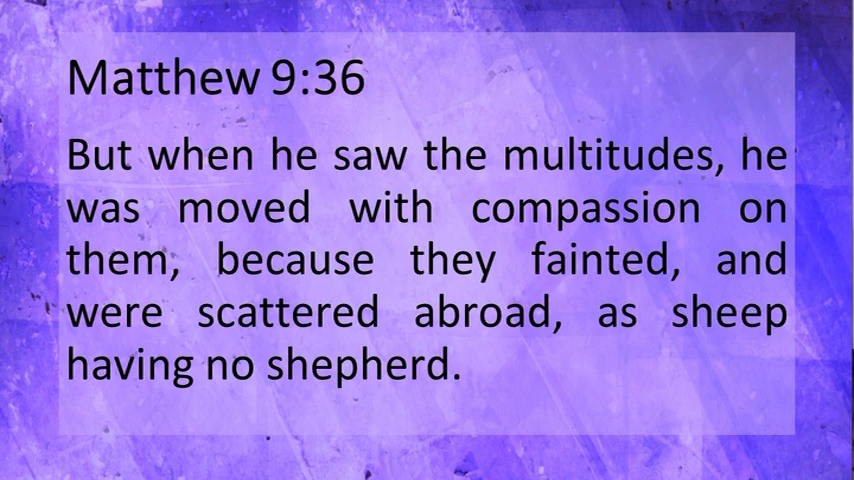 Matthew 9:36
But when he saw the multitudes, he
was moved with compassion on
them, because they fainted, and
were scattered abroad, as sheep
having no shepherd.